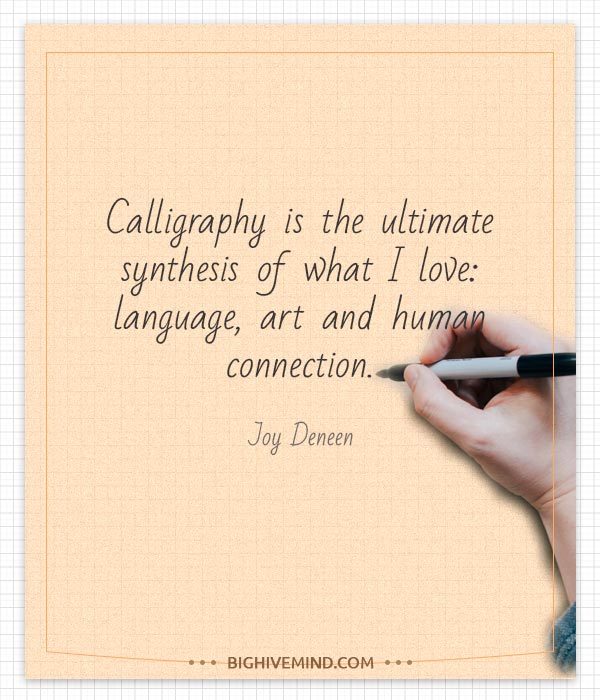 Calligraphy is the ultimate
synthesis of what I love:
language, art and human
connection.
Joy Deneen
BIGHIVEMIND.COM